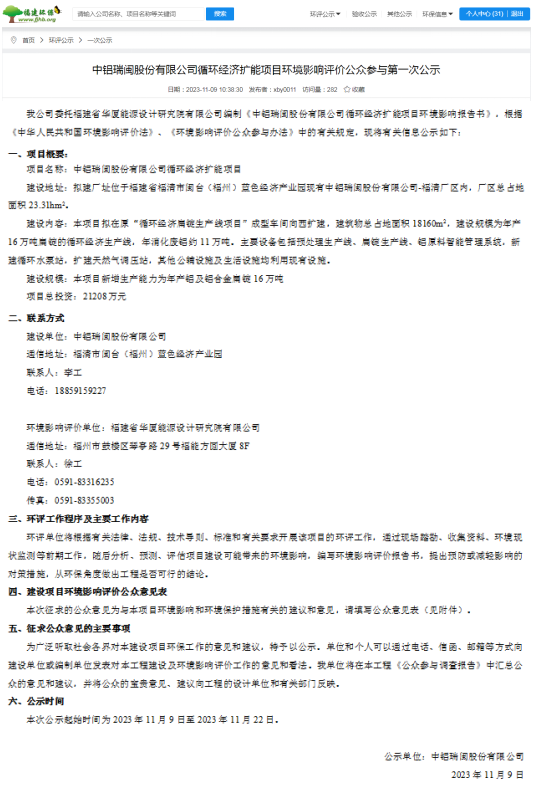 福建环保
www.fjhb.org
请输入公司名称、项目名称等关键词
搜索
环评公示
验收公示
其他公示
环保信息
个人中心 (31) | 退出
首页 > 环评公示 > 一次公示
中铝瑞闽股份有限公司循环经济扩能项目环境影响评价公众参与第一次公示
日期：2023-11-09 10:38:30 发布者：xby0011 访问量：282 收藏
我公司委托福建省华厦能源设计研究院有限公司编制《中铝瑞闽股份有限公司循环经济扩能项目环境影响报告书》，根据
《中华人民共和国环境影响评价法》、《环境影响评价公众参与办法》中的有关规定，现将有关信息公示如下：
一、项目概要：
项目名称：中铝瑞闽股份有限公司循环经济扩能项目
建设地址：拟建厂址位于福建省福清市闽台（福州）蓝色经济产业园现有中铝瑞闽股份有限公司-福清厂区内，厂区总占地
面积 23.31hm²。
建设内容：本项目拟在原“循环经济扁锭生产线项目”成型车间向西扩建，建筑物总占地面积 18160m²，建设规模为年产
16 万吨扁锭的循环经济生产线，年消化废铝约 11 万吨。主要设备包括预处理生产线、扁锭生产线、铝原料智能管理系统，新
建循环水泵站，扩建天然气调压站，其他公辅设施及生活设施均利用现有设施。
建设规模：本项目新增生产能力为年产铝及铝合金扁锭 16 万吨
项目总投资：21208 万元
二、联系方式
建设单位：中铝瑞闽股份有限公司
通信地址：福清市闽台（福州）蓝色经济产业园
联系人：李工
电话：18859159227
环境影响评价单位：福建省华厦能源设计研究院有限公司
通信地址：福州市鼓楼区琴亭路 29 号福能方圆大厦 8F
联系人：徐工
电话：0591-83316235
传真：0591-83355003
三、环评工作程序及主要工作内容
环评单位将根据有关法律、法规、技术导则、标准和有关要求开展该项目的环评工作，通过现场踏勘、收集资料、环境现
状监测等前期工作，随后分析、预测、评估项目建设可能带来的环境影响，编写环境影响评价报告书，提出预防或减轻影响的
对策措施，从环保角度做出工程是否可行的结论。
四、建设项目环境影响评价公众意见表
本次征求的公众意见为与本项目环境影响和环境保护措施有关的建议和意见，请填写公众意见表（见附件）。
五、征求公众意见的主要事项
为广泛听取社会各界对本建设项目环保工作的意见和建议，特予以公示。单位和个人可以通过电话、信函、邮箱等方式向
建设单位或编制单位发表对本工程建设及环境影响评价工作的意见和看法。我单位将在本工程《公众参与调查报告》中汇总公
众的意见和建议，并将公众的宝贵意见、建议向工程的设计单位和有关部门反映。
六、公示时间
本次公示起始时间为 2023 年 11 月 9 日至 2023 年 11 月 22 日。
公示单位：中铝瑞闽股份有限公司
2023 年 11 月 9 日